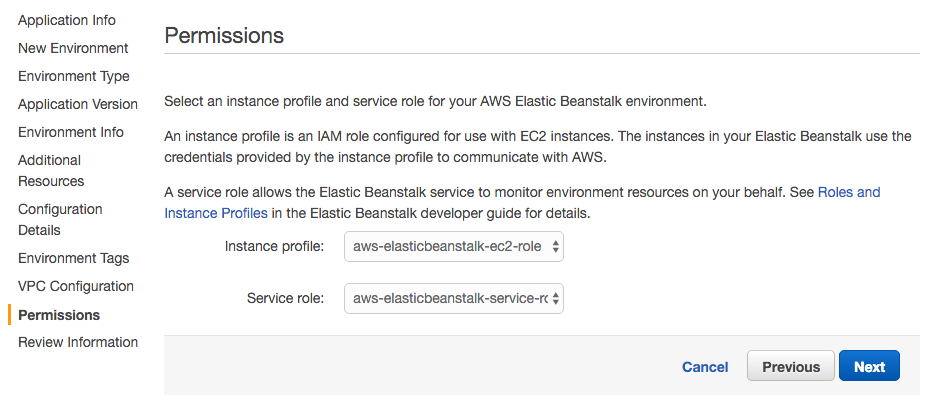 Application Info
New Environment
Environment Type
Application Version
Environment Info
Additional
Resources
Configuration
Details
Environment Tags
VPC Configuration
Permissions
Review Information
Permissions
Select an instance profile and service role for your AWS Elastic Beanstalk environment.
An instance profile is an IAM role configured for use with EC2 instances. The instances in your Elastic Beanstalk use the
credentials provided by the instance profile to communicate with AWS.
A service role allows the Elastic Beanstalk service to monitor environment resources on your behalf. See Roles and
Instance Profiles in the Elastic Beanstalk developer guide for details.
Instance profile: aws-elasticbeanstalk-ec2-role
Service role: aws-elasticbeanstalk-service-rc
Cancel Previous Next